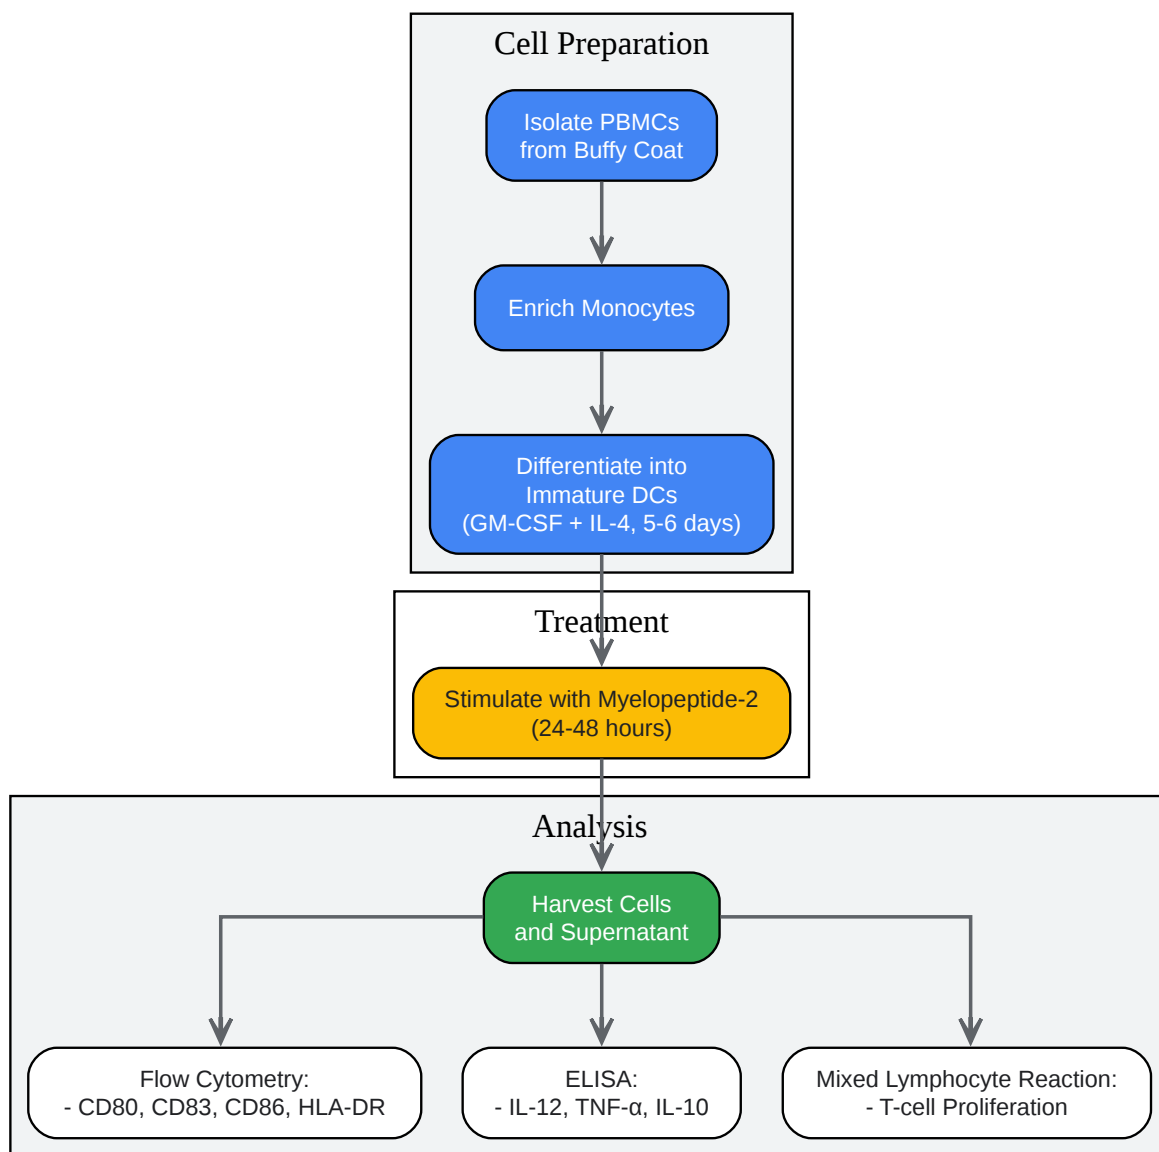 Cell Preparation
Isolate PBMCs
from Buffy Coat
Enrich Monocytes
Differentiate into
Immature DCs
(GM-CSF + IL-4, 5-6 days)
Treatment
Stimulate with Myelopeptide-2
(24-48 hours)
Analysis
Harvest Cells
and Supernatant
Flow Cytometry:
- CD80, CD83, CD86, HLA-DR
ELISA:
- IL-12, TNF-α, IL-10
Mixed Lymphocyte Reaction:
- T-cell Proliferation